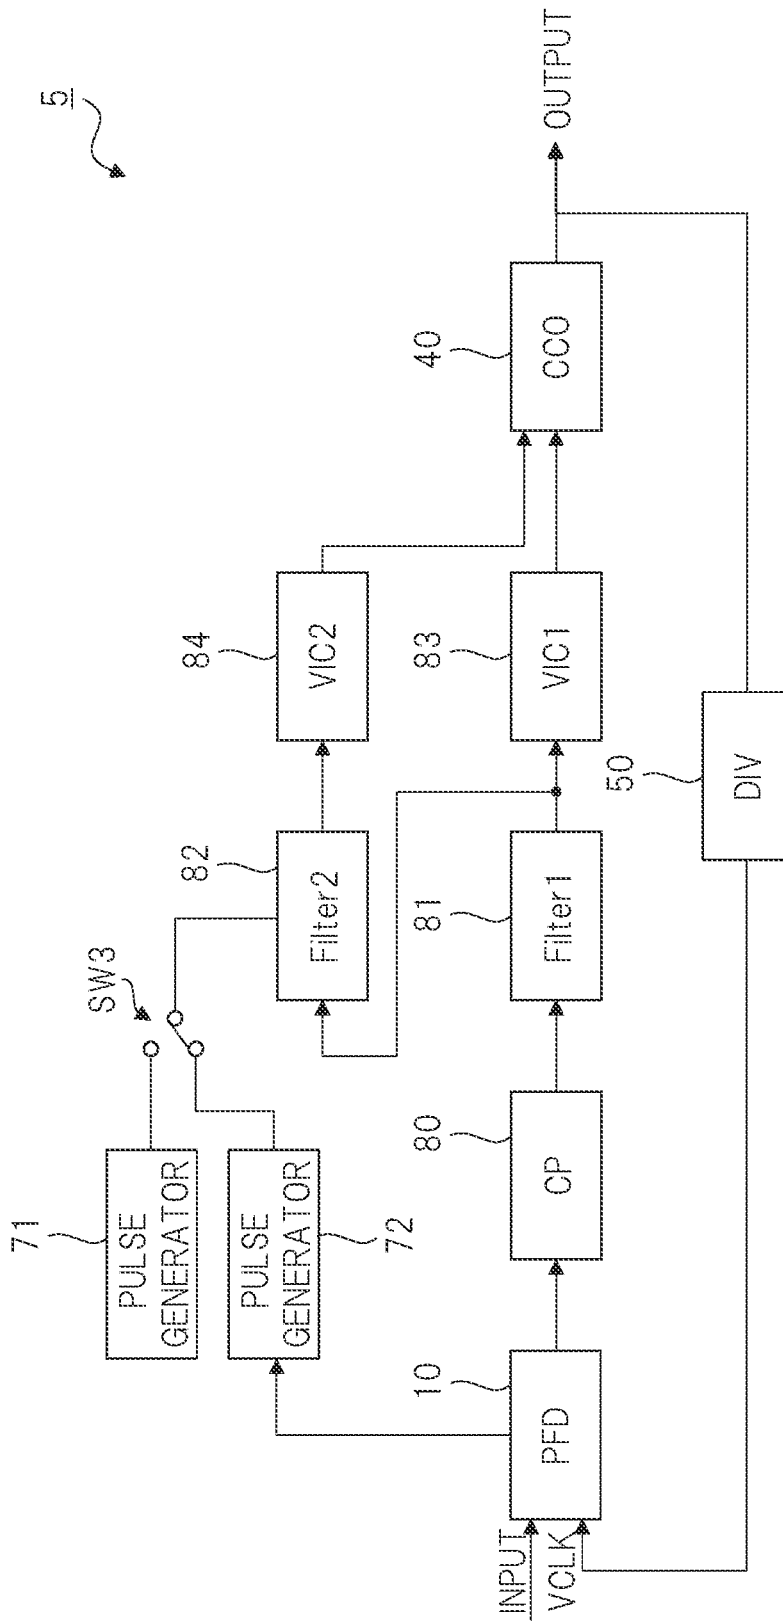 5
71
PULSE
GENERATOR
SW3
PULSE
GENERATOR
72
82
Filter2
84
VIC2
INPUT
VCLK
10
PFD
80
CP
81
Filter1
83
VIC1
40
CCO
OUTPUT
50
DIV